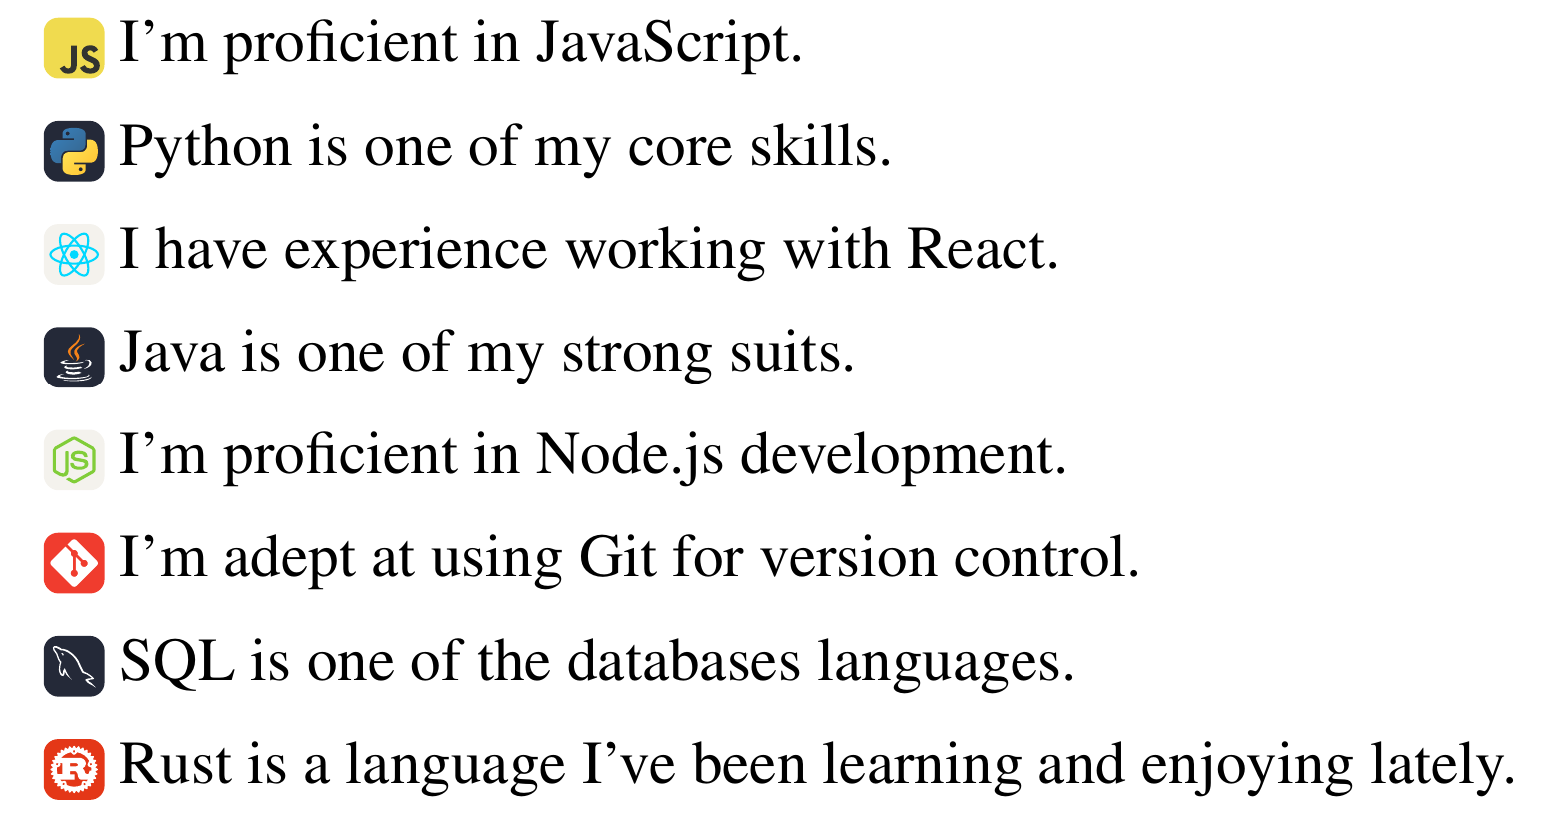 JS I’m proficient in JavaScript.
Python is one of my core skills.
I have experience working with React.
Java is one of my strong suits.
JS I’m proficient in Node.js development.
I’m adept at using Git for version control.
SQL is one of the databases languages.
R Rust is a language I’ve been learning and enjoying lately.